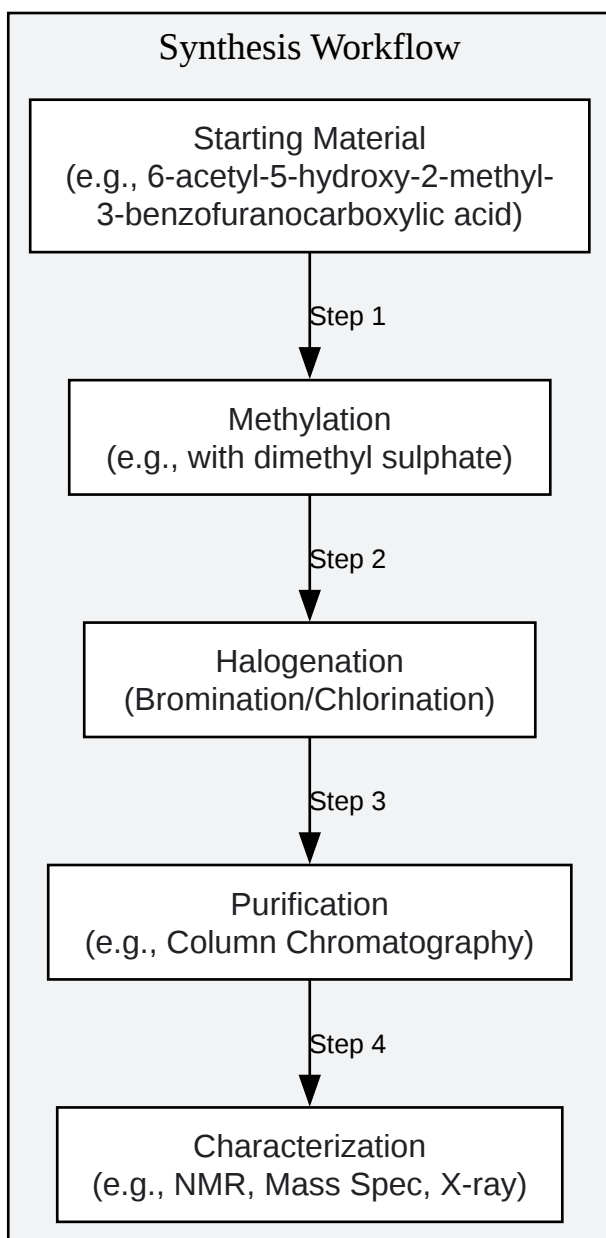 Synthesis Workflow
Starting Material
(e.g., 6-acetyl-5-hydroxy-2-methyl-
3-benzofuranocarboxylic acid)
Step 1
Methylation
(e.g., with dimethyl sulphate)
Step 2
Halogenation
(Bromination/Chlorination)
Step 3
Purification
(e.g., Column Chromatography)
Step 4
Characterization
(e.g., NMR, Mass Spec, X-ray)